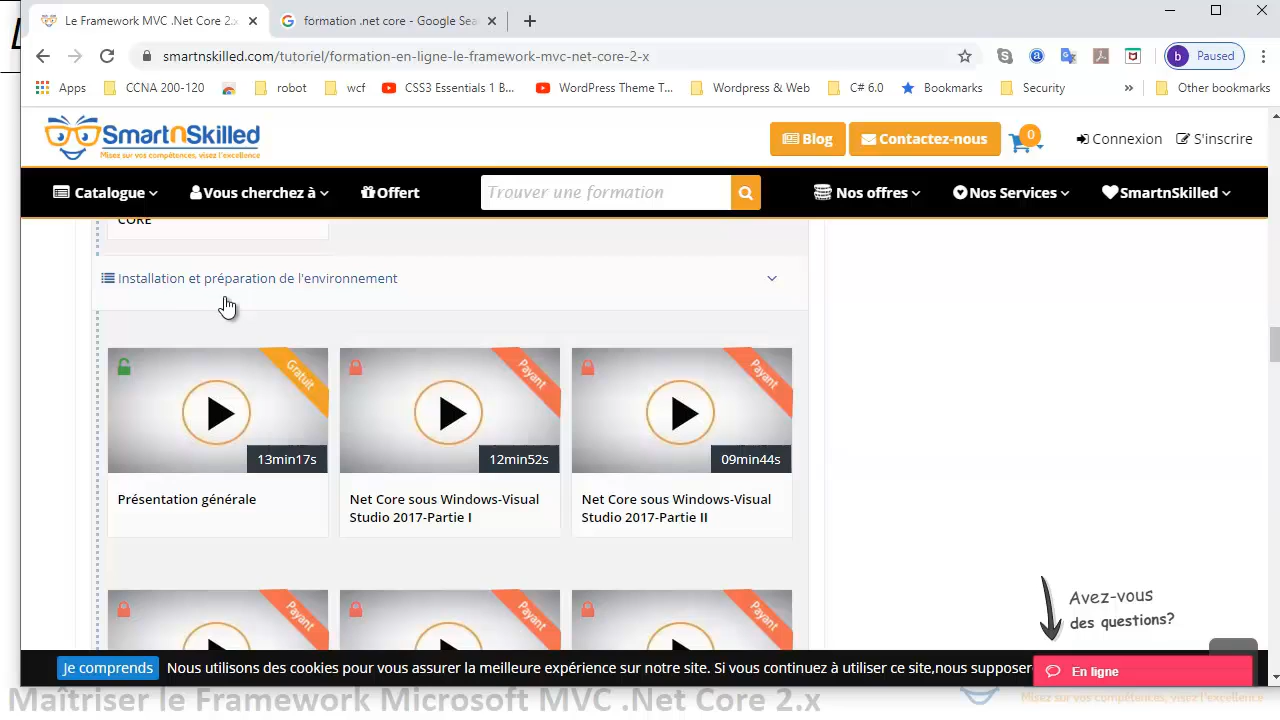 Le Framework MVC .Net Core 2.x
formation .net core - Google Sea
smartnskilled.com/tutoriel/formation-en-ligne-le-framework-mvc-net-core-2-x
b Paused
Apps CCNA 200-120 robot wcf CSS3 Essentials 1 B... WordPress Theme T... Wordpress & Web C# 6.0 Bookmarks Security » Other bookmarks
SmartnSkilled
Misez sur vos compétences, visez l'excellence
Blog Contactez-nous 0 Connexion S'inscrire
Catalogue Vous cherchez à Offert Trouver une formation Nos offres Nos Services SmartnSkilled
CORE
Installation et préparation de l'environnement
Gratuit Payant Payant
13min17s 12min52s 09min44s
Présentation générale
Net Core sous Windows-Visual
Studio 2017-Partie I
Net Core sous Windows-Visual
Studio 2017-Partie II
Payant Payant Payant
Avez-vous
des questions?
Je comprends Nous utilisons des cookies pour vous assurer la meilleure expérience sur notre site. Si vous continuez à utiliser ce site,nous supposer
En ligne
Maîtriser le Framework Microsoft MVC .Net Core 2.x
Misez sur vos compétences, visez l'excellence